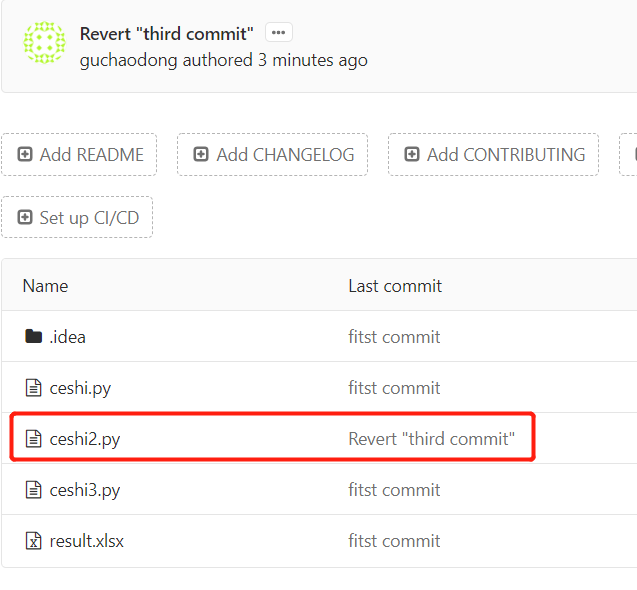 Revert "third commit"
guchaodong authored 3 minutes ago
Add README Add CHANGELOG Add CONTRIBUTING
Set up CI/CD
Name Last commit
.idea fitst commit
ceshi.py fitst commit
ceshi2.py Revert "third commit"
ceshi3.py fitst commit
result.xlsx fitst commit